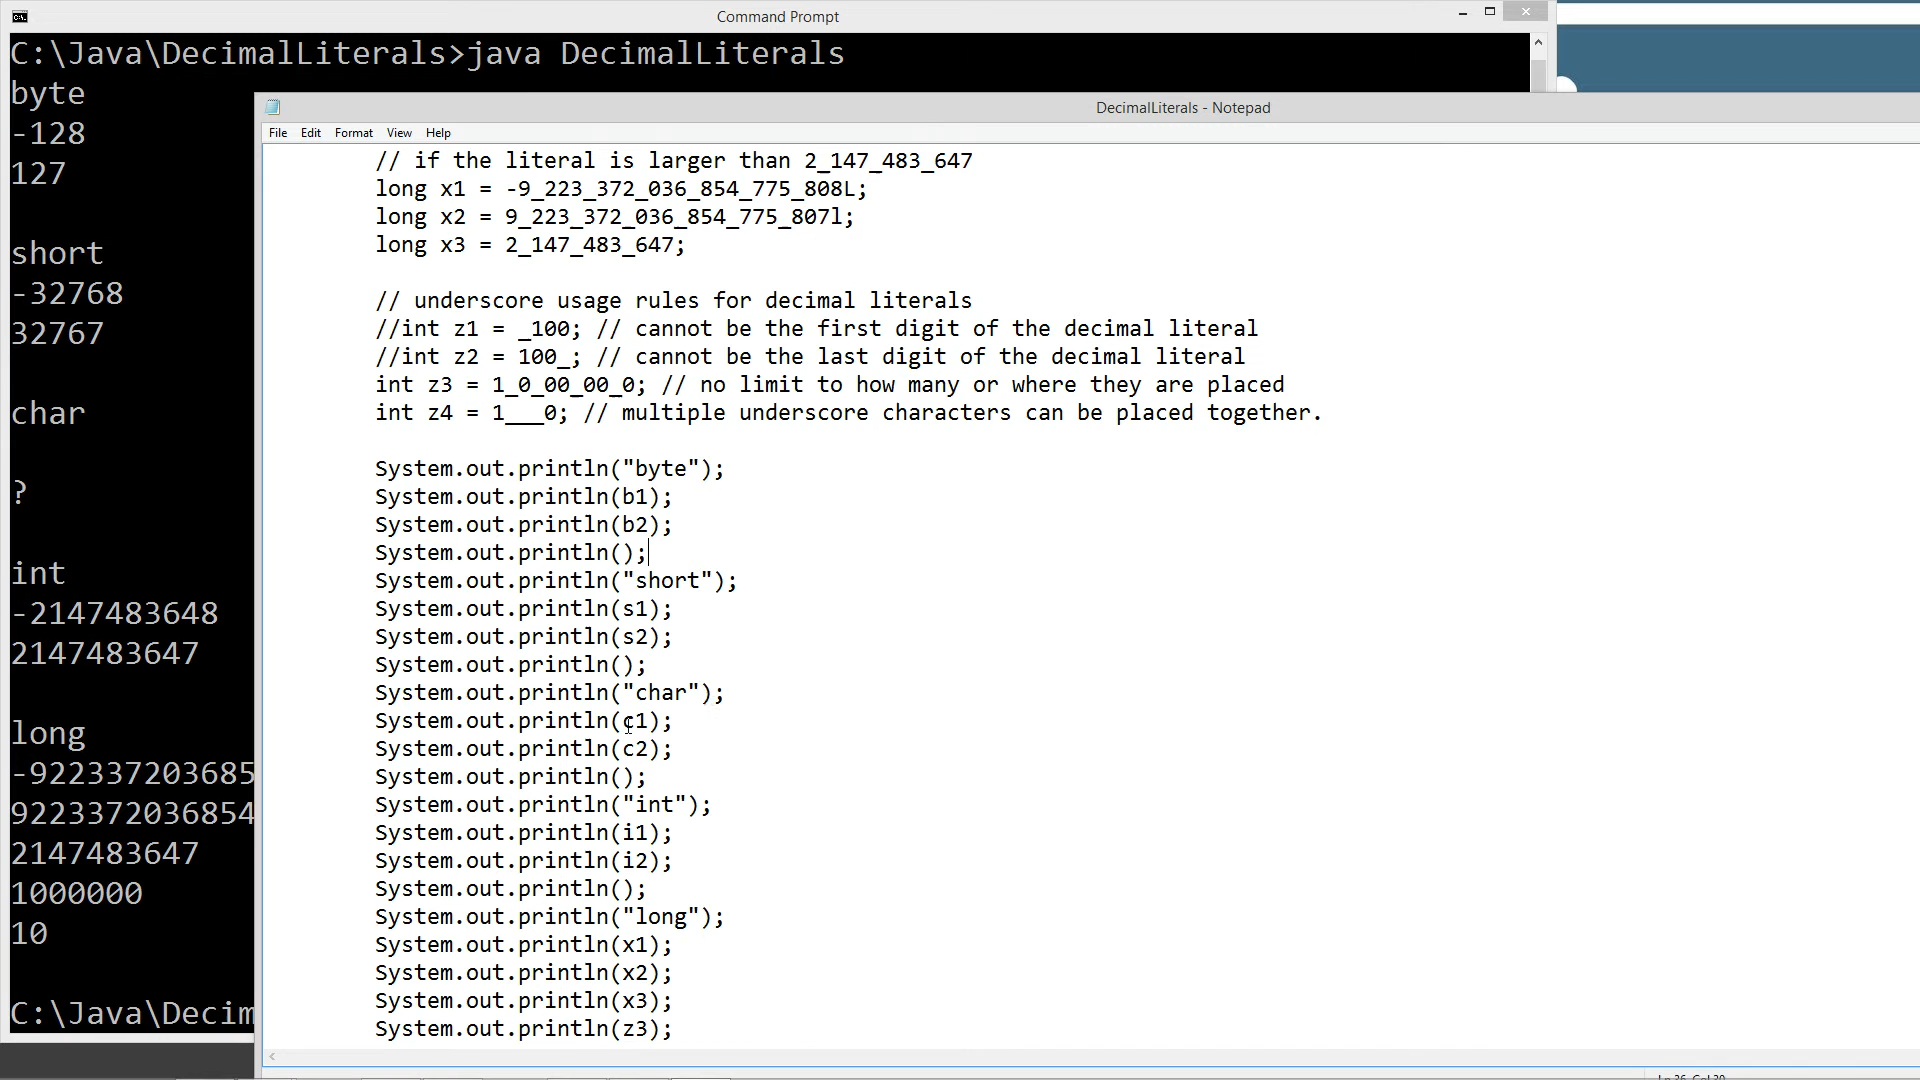 Command Prompt
C:\Java\DecimalLiterals>java DecimalLiterals
byte
-128
127
short
-32768
32767
char
?
int
-2147483648
2147483647
long
-922337203685
9223372036854
2147483647
1000000
10
C:\Java\Decim
DecimalLiterals - Notepad
File Edit Format View Help
// if the literal is larger than 2_147_483_647
long x1 = -9_223_372_036_854_775_808L;
long x2 = 9_223_372_036_854_775_807l;
long x3 = 2_147_483_647;
// underscore usage rules for decimal literals
//int z1 = _100; // cannot be the first digit of the decimal literal
//int z2 = 100_; // cannot be the last digit of the decimal literal
int z3 = 1_0_00_00_0; // no limit to how many or where they are placed
int z4 = 1___0; // multiple underscore characters can be placed together.
System.out.println("byte");
System.out.println(b1);
System.out.println(b2);
System.out.println();
System.out.println("short");
System.out.println(s1);
System.out.println(s2);
System.out.println();
System.out.println("char");
System.out.println(c1);
System.out.println(c2);
System.out.println();
System.out.println("int");
System.out.println(i1);
System.out.println(i2);
System.out.println();
System.out.println("long");
System.out.println(x1);
System.out.println(x2);
System.out.println(x3);
System.out.println(z3);